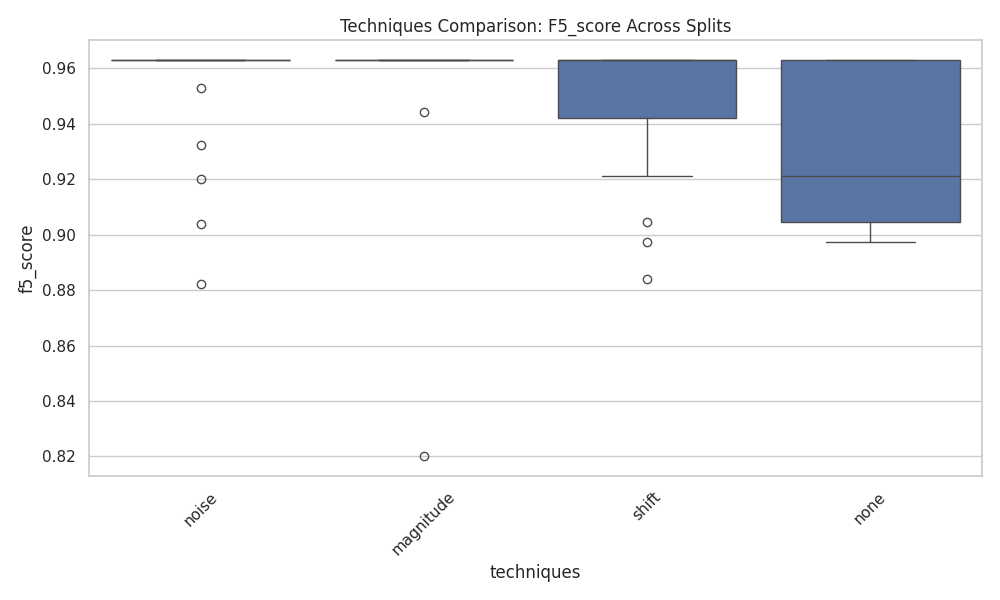 Techniques Comparison: F5_score Across Splits
f5_score
0.96
0.94
0.92
0.90
0.88
0.86
0.84
0.82
noise
magnitude
shift
none
techniques